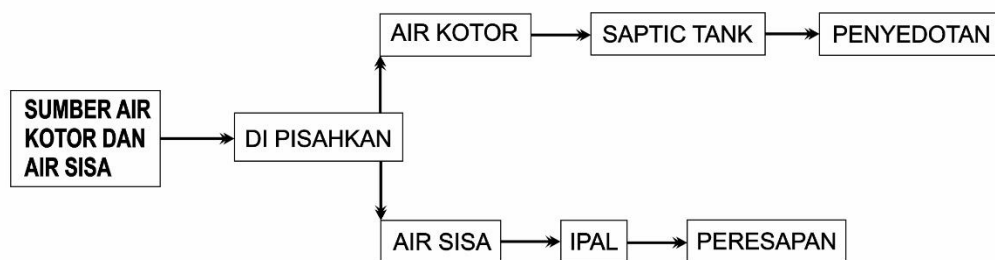 SUMBER AIR
KOTOR DAN
AIR SISA
DI PISAHKAN
AIR KOTOR
SAPTIC TANK
PENYEDOTAN
AIR SISA
IPAL
PERESAPAN